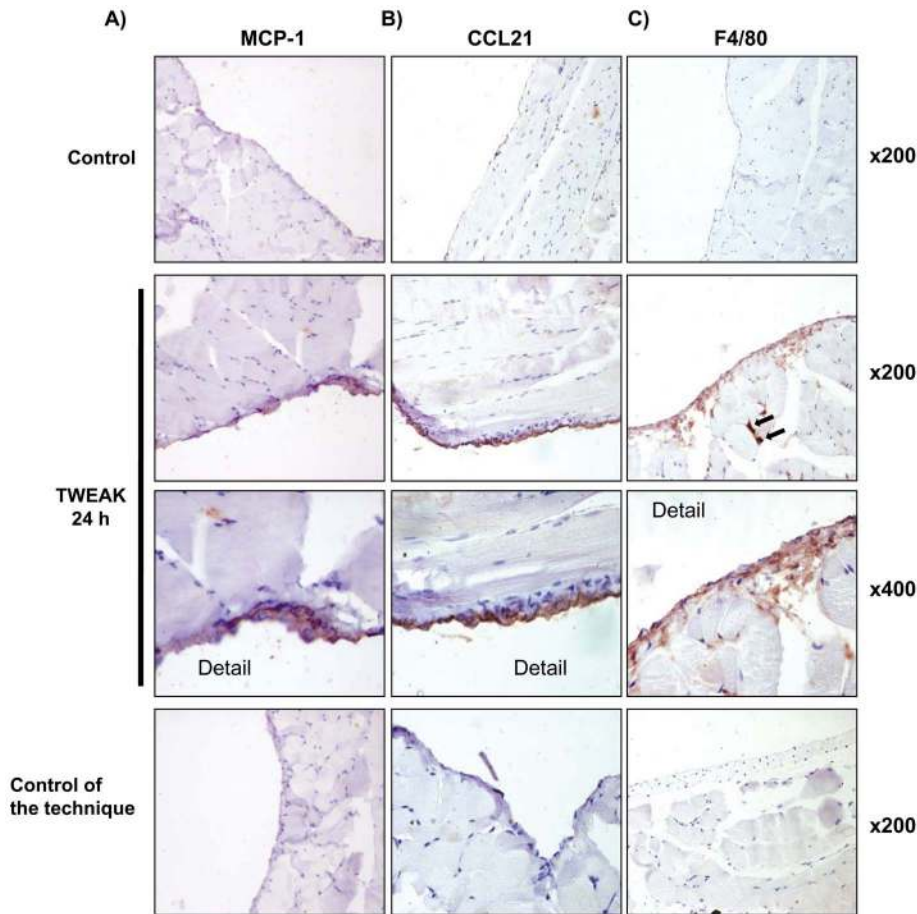 A) B) C)
MCP-1 CCL21 F4/80
Control x200
x200
TWEAK
24 h
Detail
x400
Detail Detail
Control of
the technique
x200